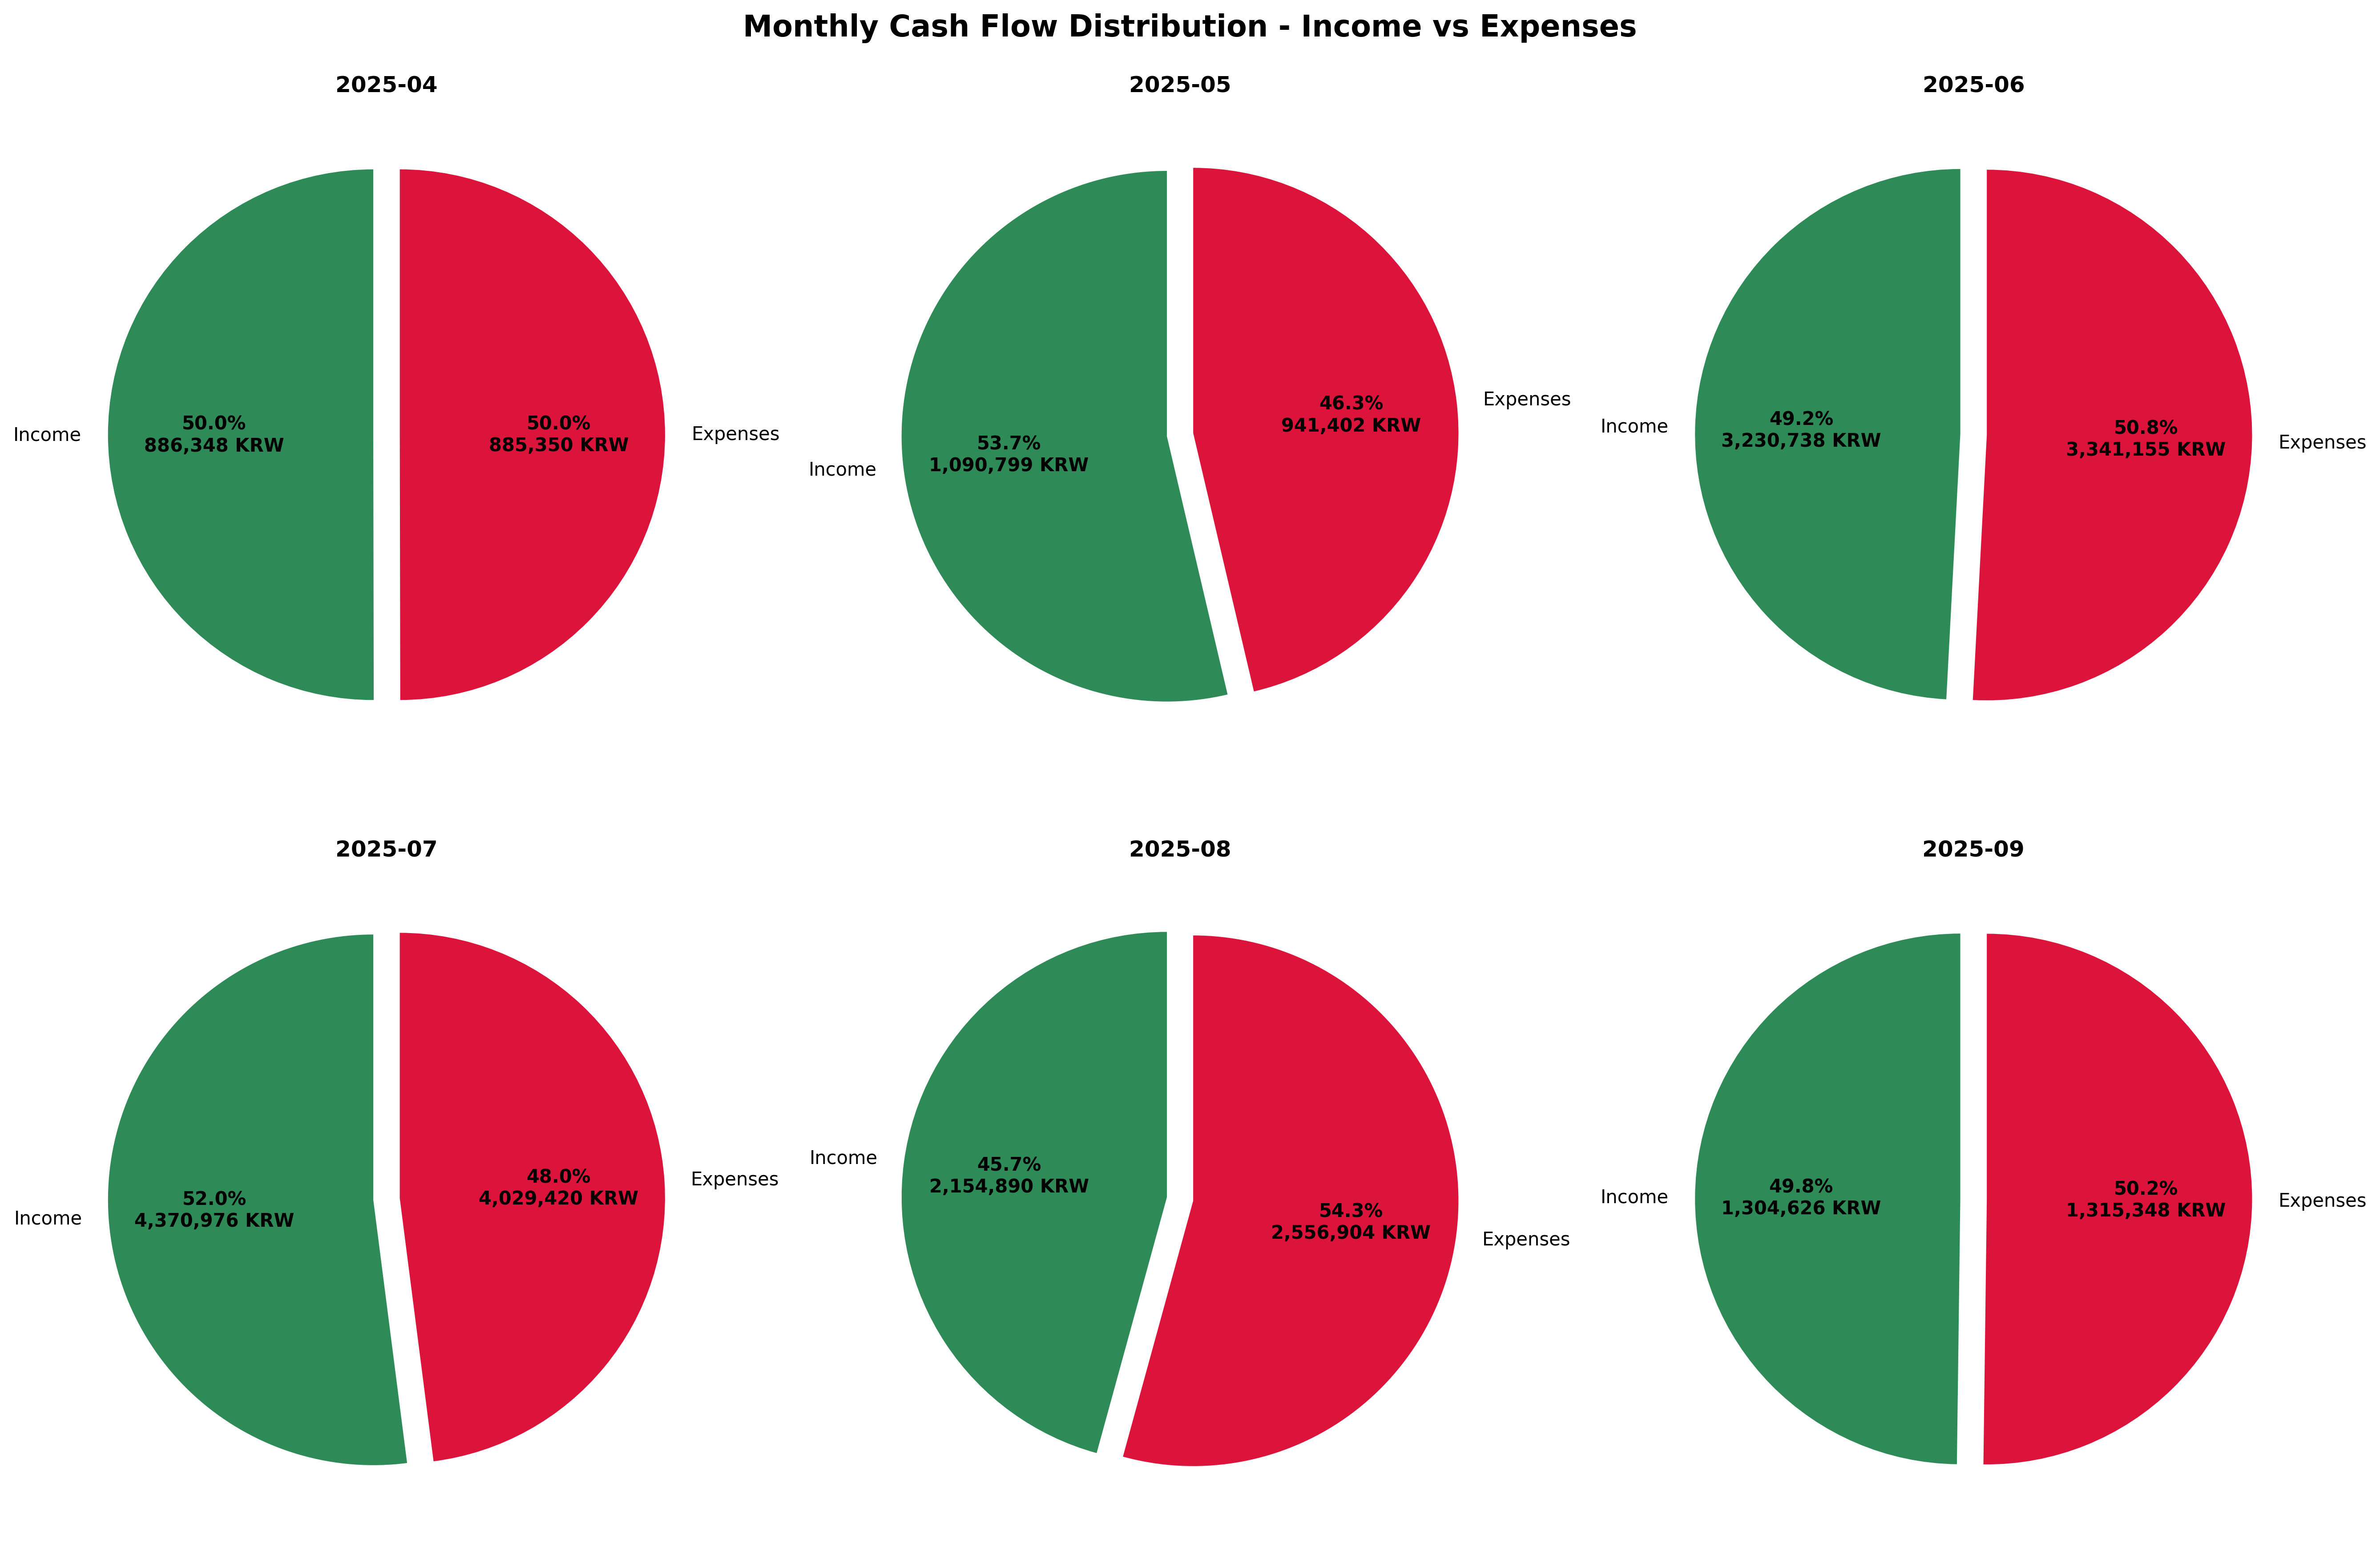 Monthly Cash Flow Distribution - Income vs Expenses
2025-04
Income
50.0%
886,348 KRW
50.0%
885,350 KRW
Expenses
2025-05
Income
53.7%
1,090,799 KRW
46.3%
941,402 KRW
Expenses
2025-06
Income
49.2%
3,230,738 KRW
50.8%
3,341,155 KRW
Expenses
2025-07
Income
52.0%
4,370,976 KRW
48.0%
4,029,420 KRW
Expenses
2025-08
Income
45.7%
2,154,890 KRW
54.3%
2,556,904 KRW
Expenses
2025-09
Income
49.8%
1,304,626 KRW
50.2%
1,315,348 KRW
Expenses